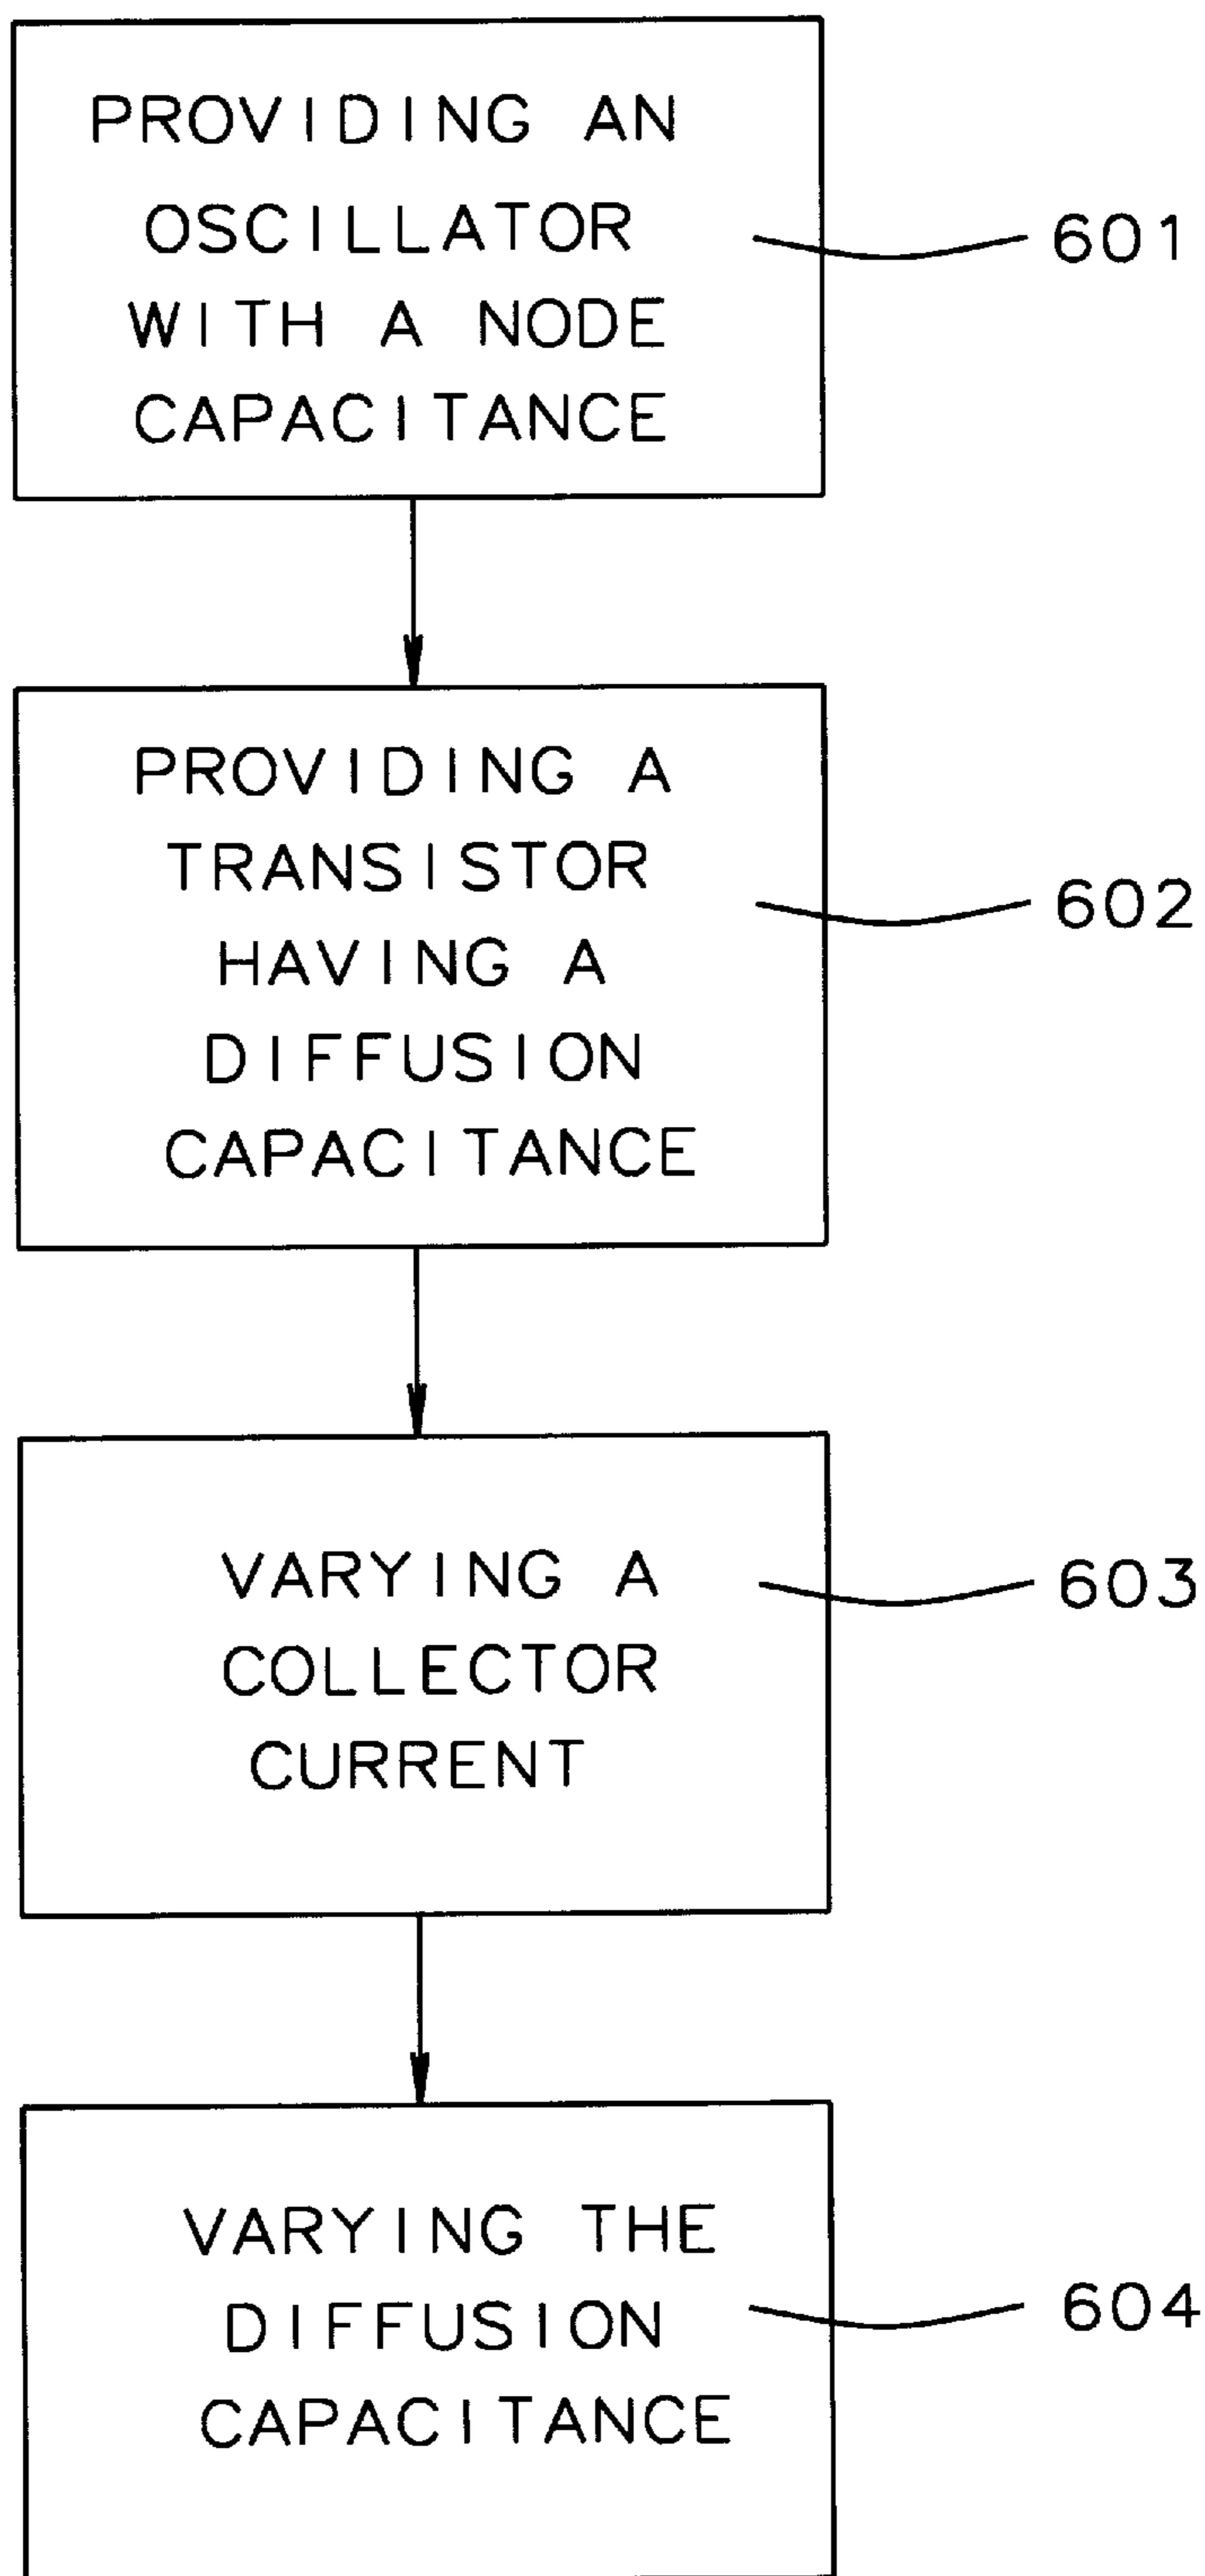 PROVIDING AN
OSCILLATOR
WITH A NODE
CAPACITANCE
601
PROVIDING A
TRANSISTOR
HAVING A
DIFFUSION
CAPACITANCE
602
VARYING A
COLLECTOR
CURRENT
603
VARYING THE
DIFFUSION
CAPACITANCE
604